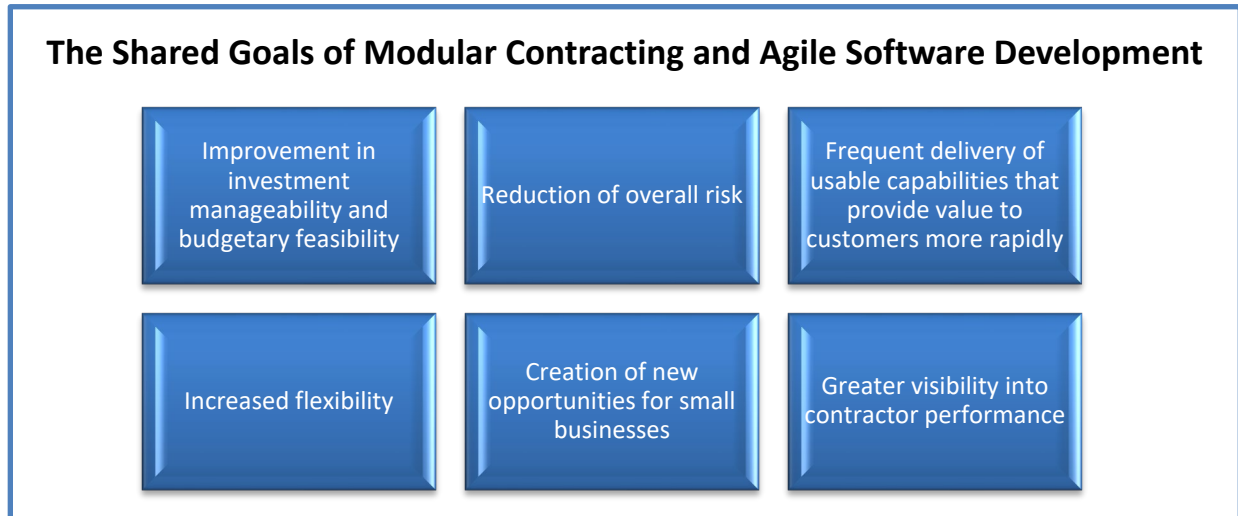 The Shared Goals of Modular Contracting and Agile Software Development
Improvement in
investment
manageability and
budgetary feasibility
Reduction of overall risk
Frequent delivery of
usable capabilities that
provide value to
customers more rapidly
Increased flexibility
Creation of new
opportunities for small
businesses
Greater visibility into
contractor performance